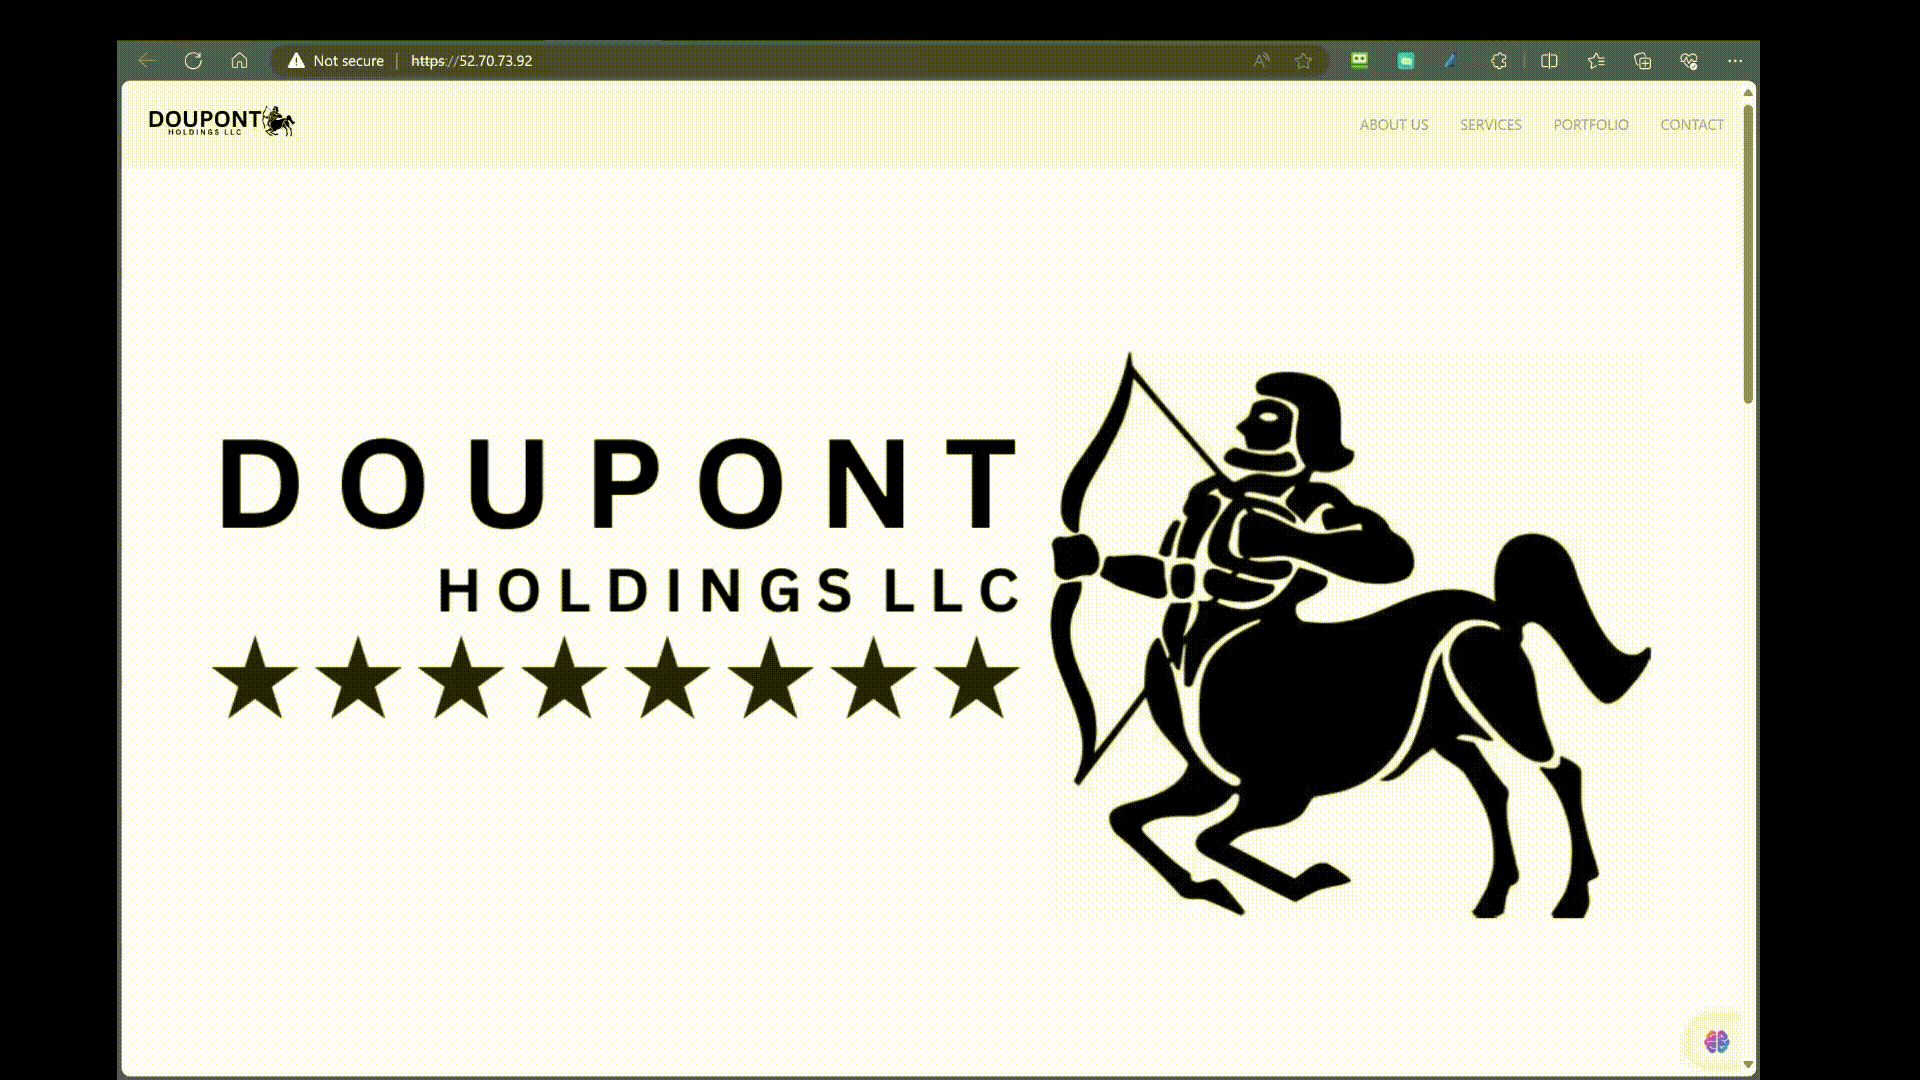 Not secure | https://52.70.73.92
DOUPONT
HOLDINGS LLC
ABOUT US
SERVICES
PORTFOLIO
CONTACT
DOUPONT
HOLDINGS LLC